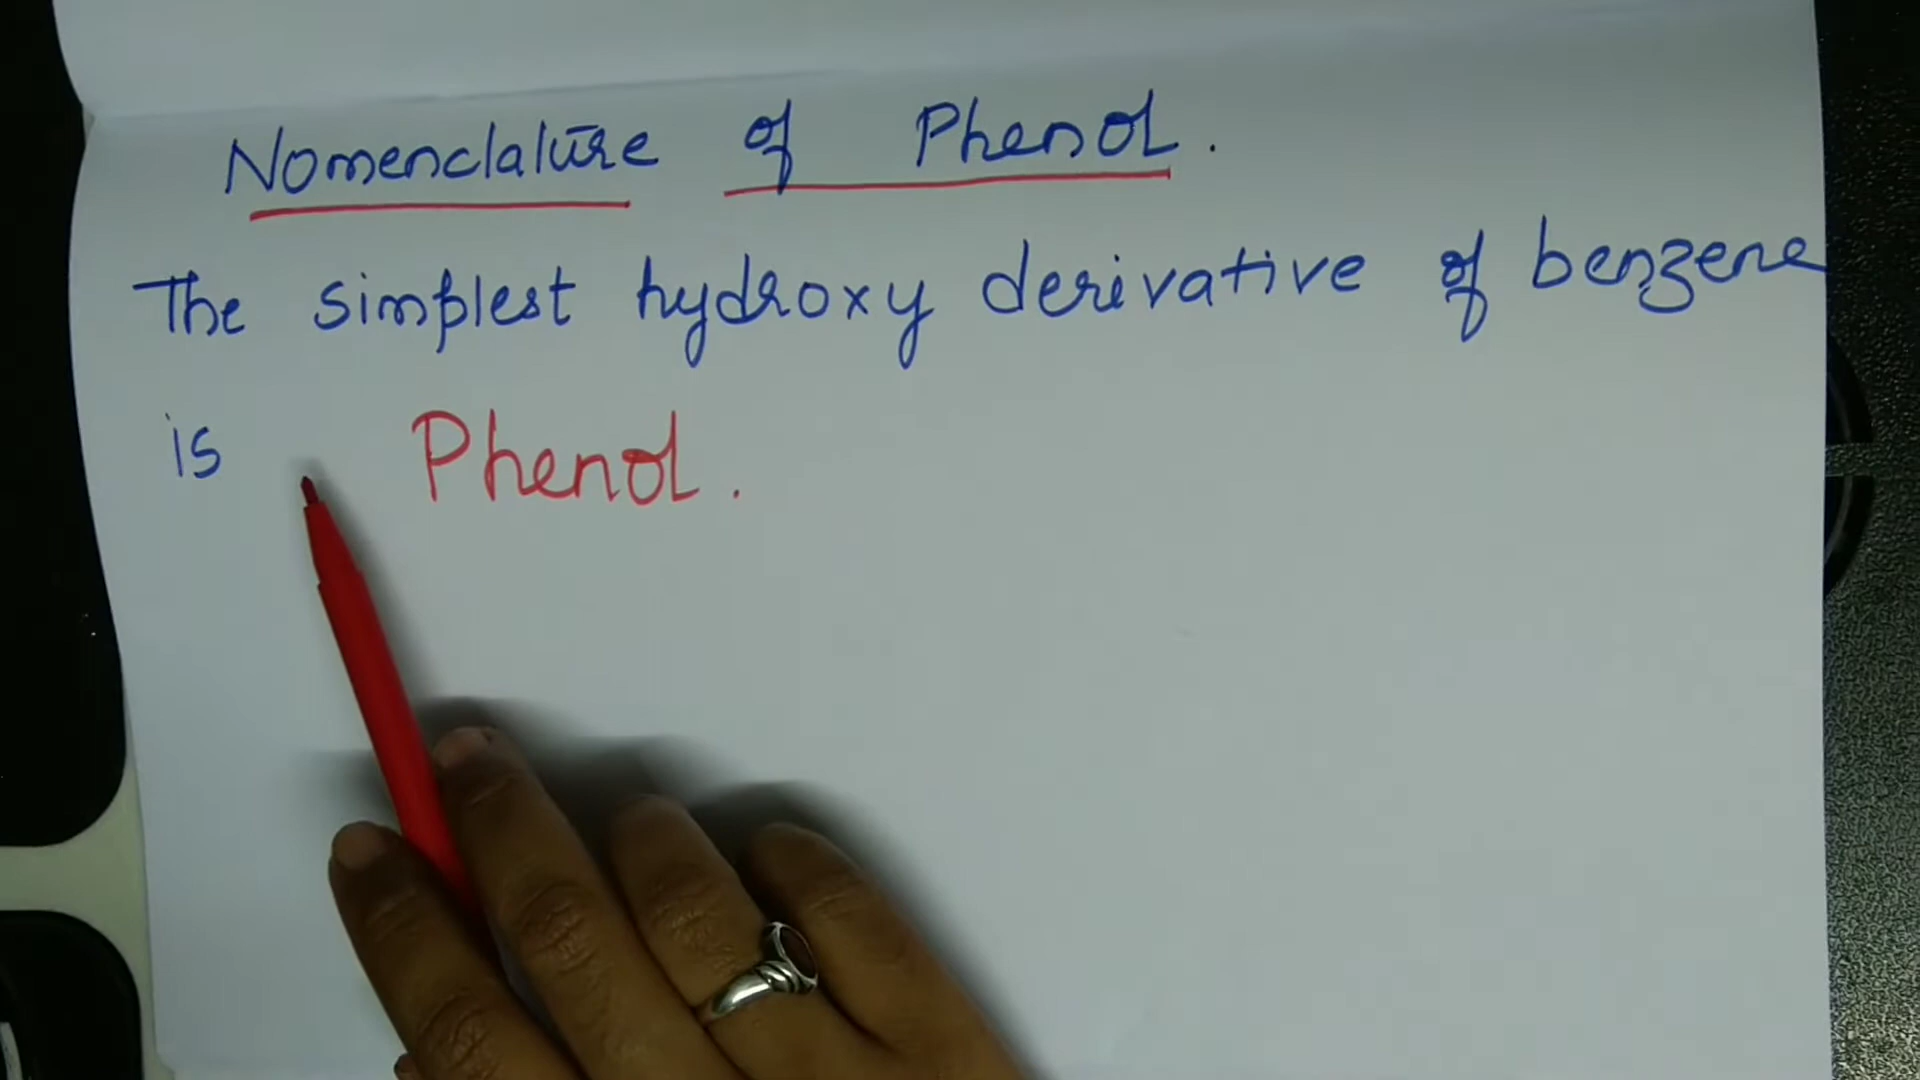 Nomenclature of Phenol.
The simplest hydroxy derivative of benzene
is Phenol.